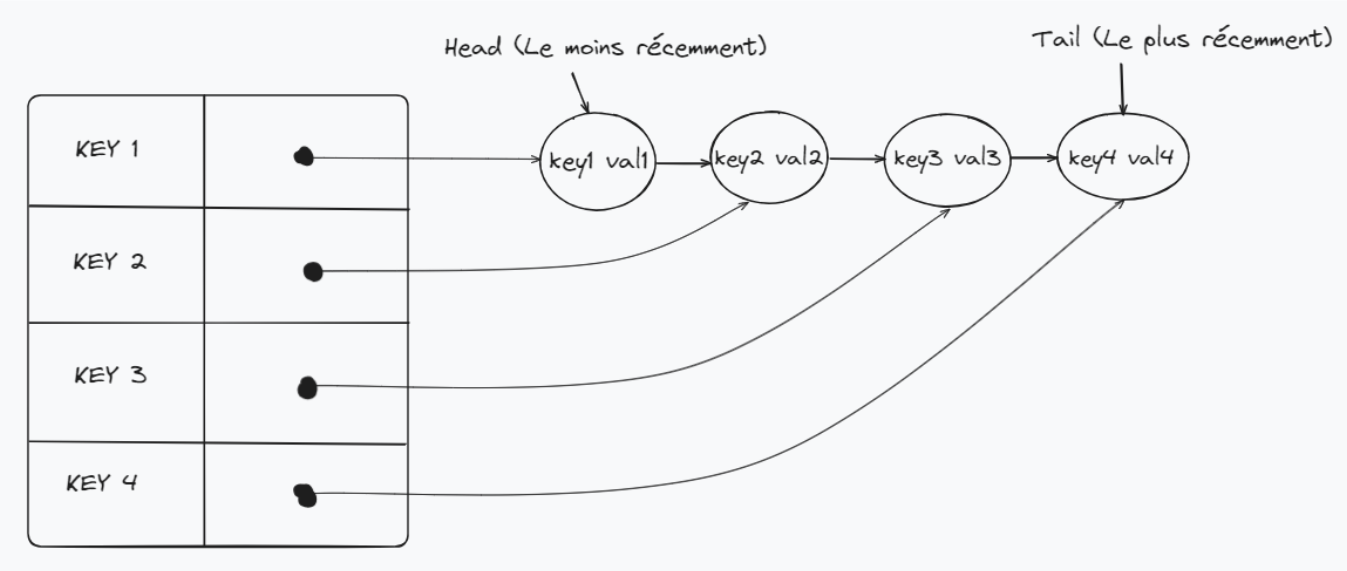 Head (Le moins récemment)
Tail (Le plus récemment)
KEY 1
key1 val1
key2 val2
key3 val3
key4 val4
KEY 2
KEY 3
KEY 4